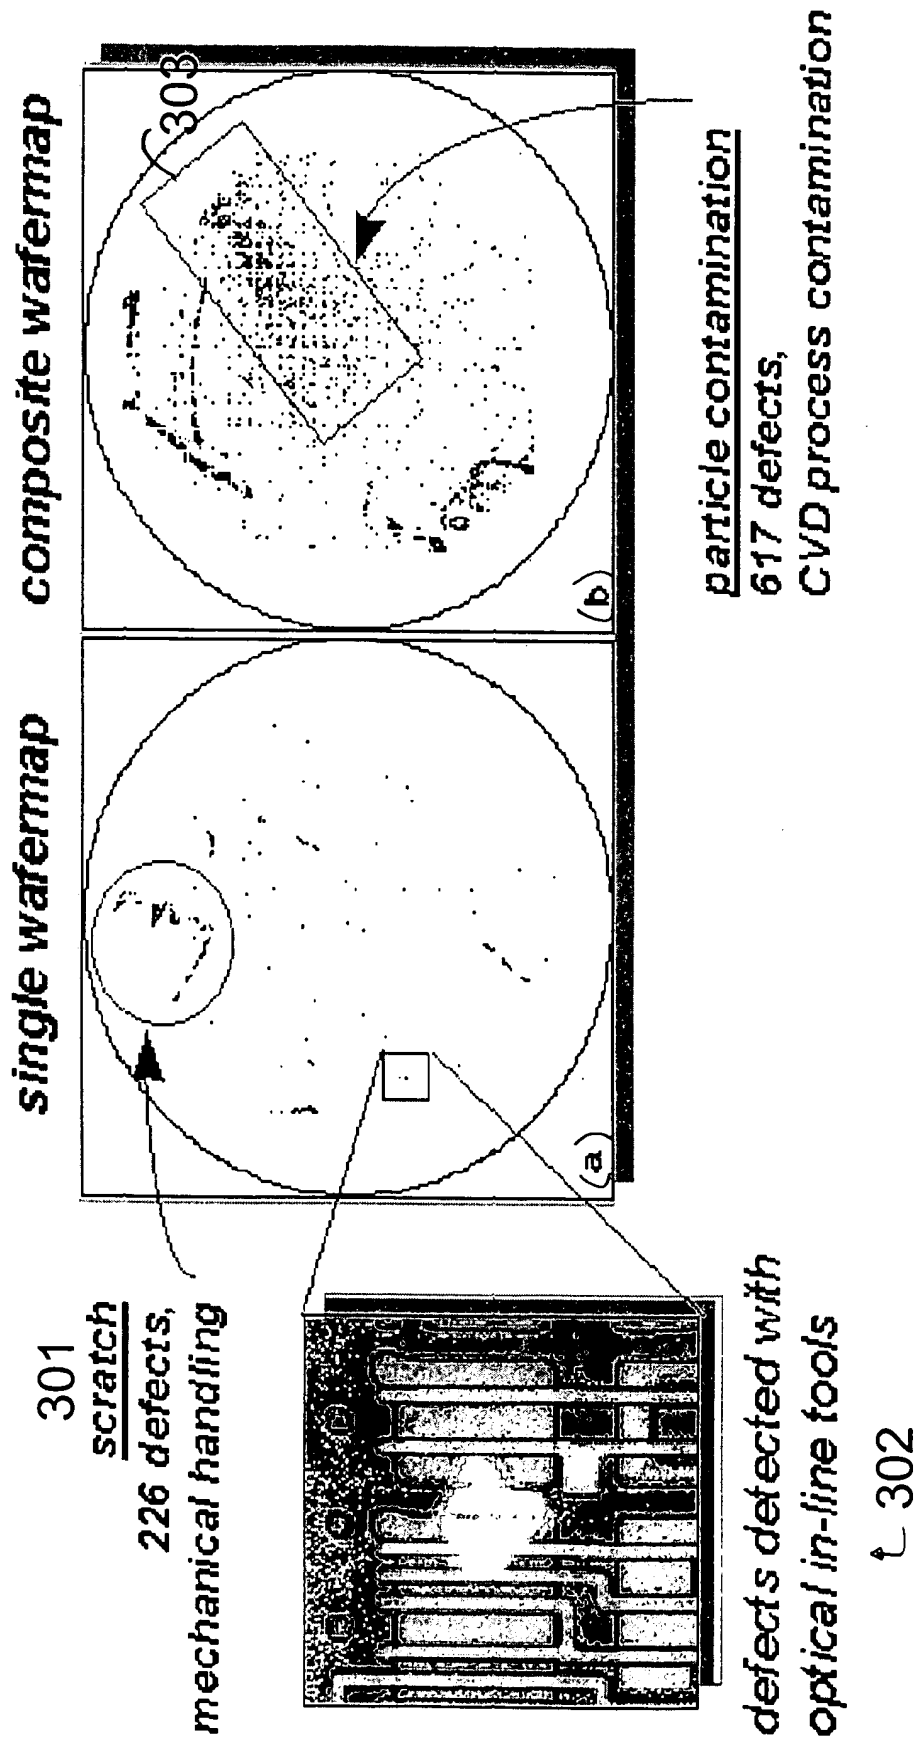 single wafermap
composite wafermap
301
scratch
226 defects,
mechanical handling
303
(a)
(b)
defects detected with
optical in-line tools
302
particle contamination
617 defects,
CVD process contamination